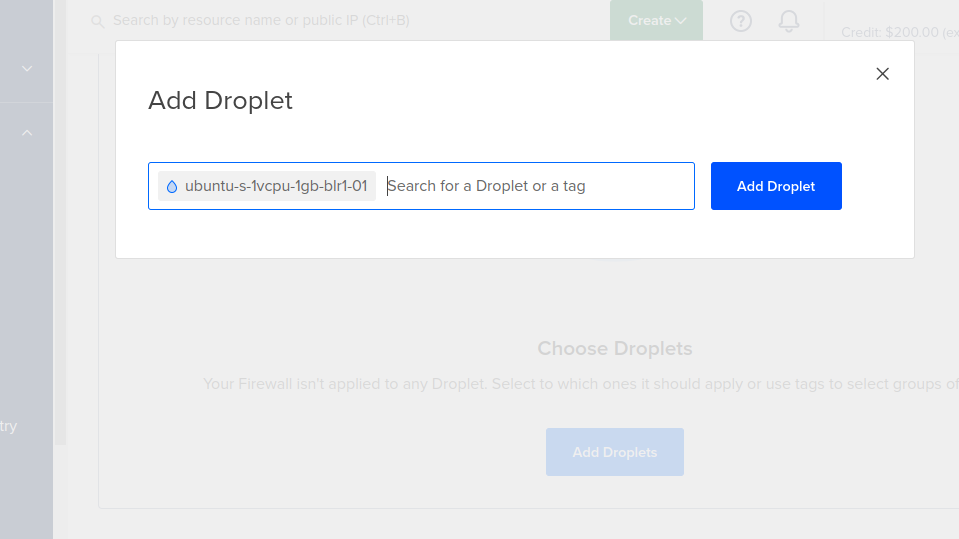 Search by resource name or public IP (Ctrl+B)
Create
?
Credit: $200.00 (ex
Add Droplet
ubuntu-s-1vcpu-1gb-blr1-01
Search for a Droplet or a tag
Add Droplet
Choose Droplets
Your Firewall isn't applied to any Droplet. Select to which ones it should apply or use tags to select groups of
try
Add Droplets